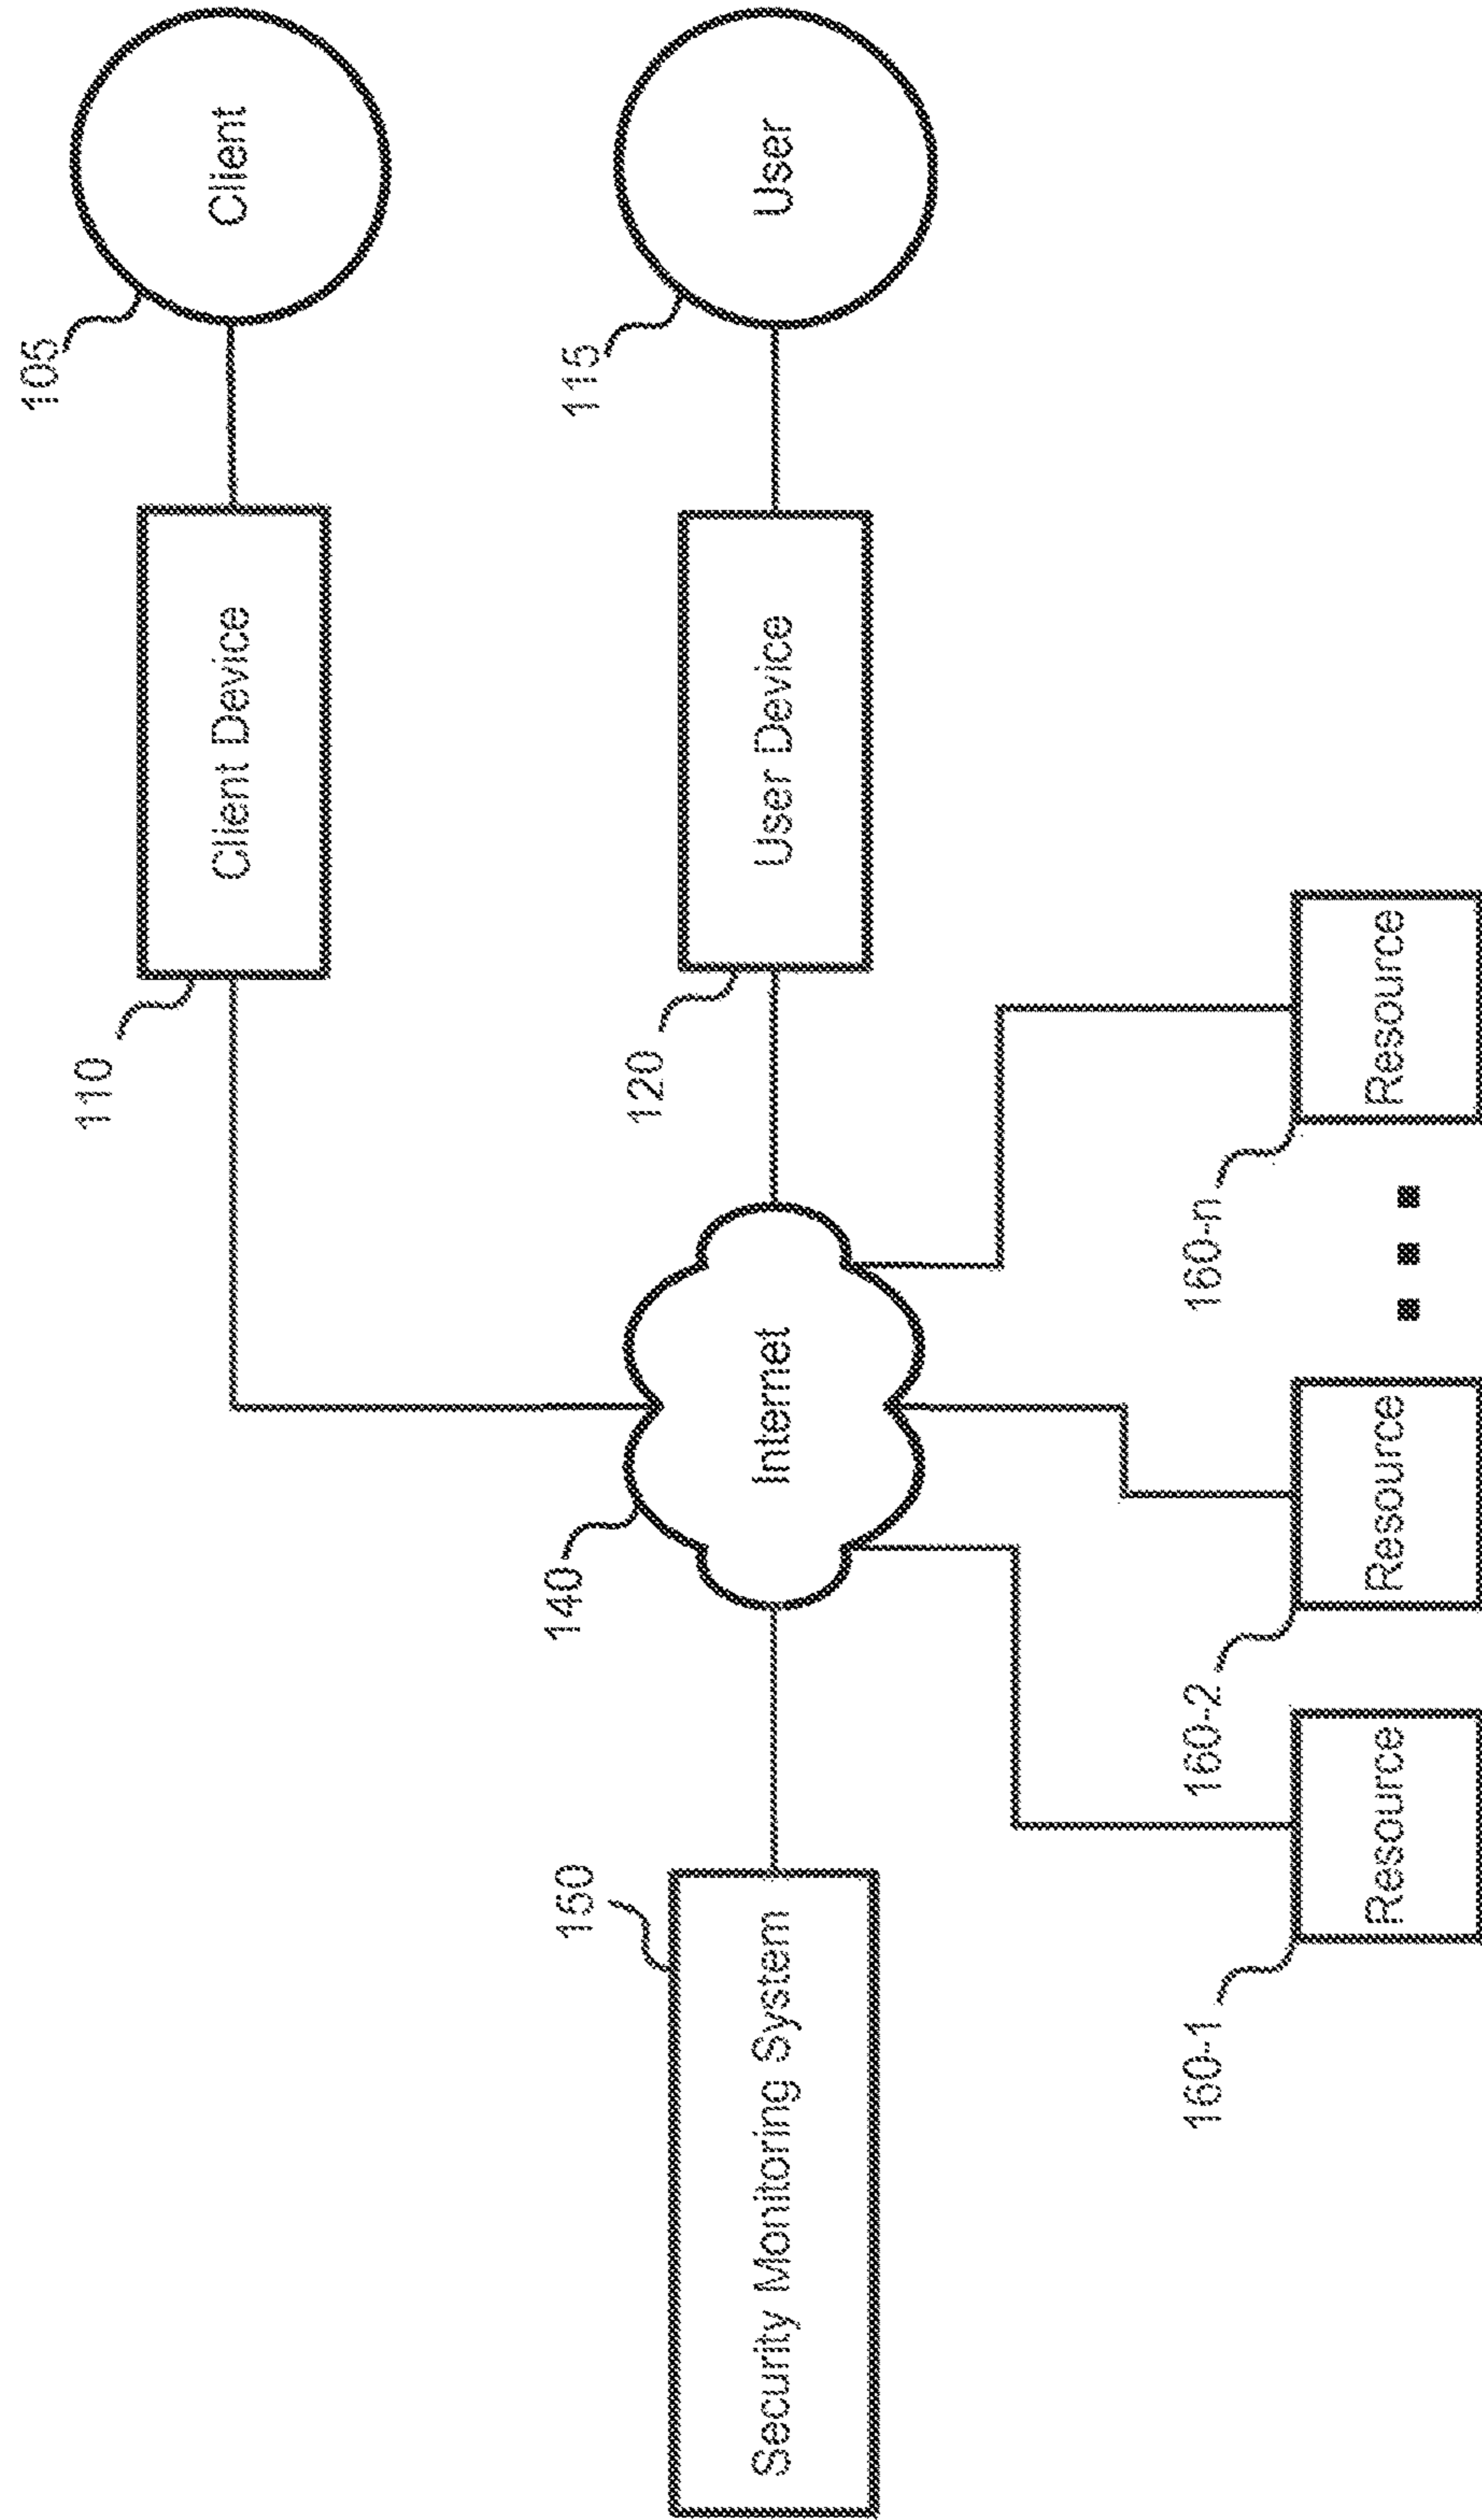 105
110
Client Device
Client
140
150
115
120
Security Monitoring System
Internet
User Device
User
160-1
160-2
160-n
Resource
Resource
Resource